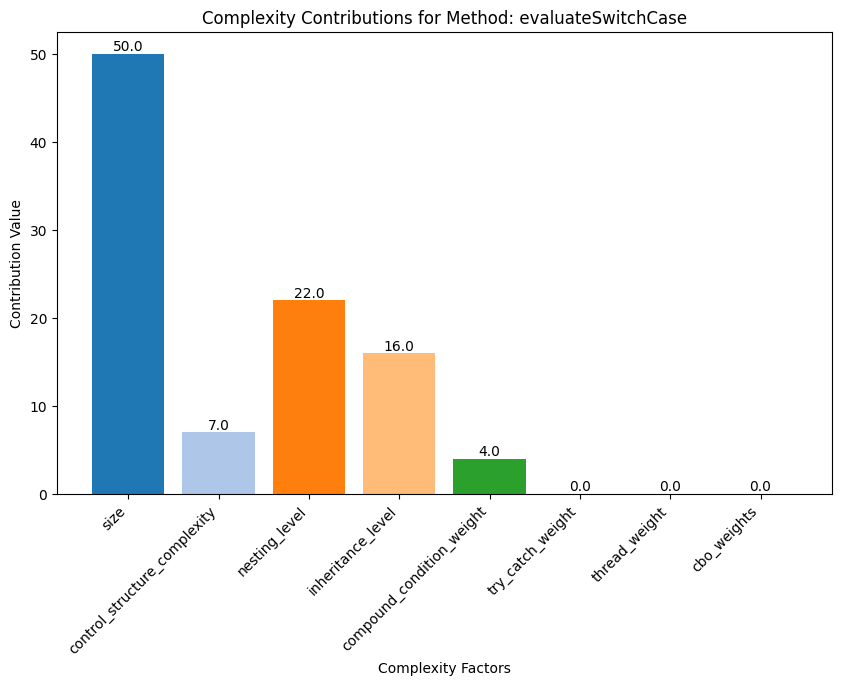 Complexity Contributions for Method: evaluateSwitchCase
Contribution Value
50
40
30
20
10
0
50.0
7.0
22.0
16.0
4.0
0.0
0.0
0.0
size
control_structure_complexity
nesting_level
inheritance_level
compound_condition_weight
try_catch_weight
thread_weight
cbo_weights
Complexity Factors